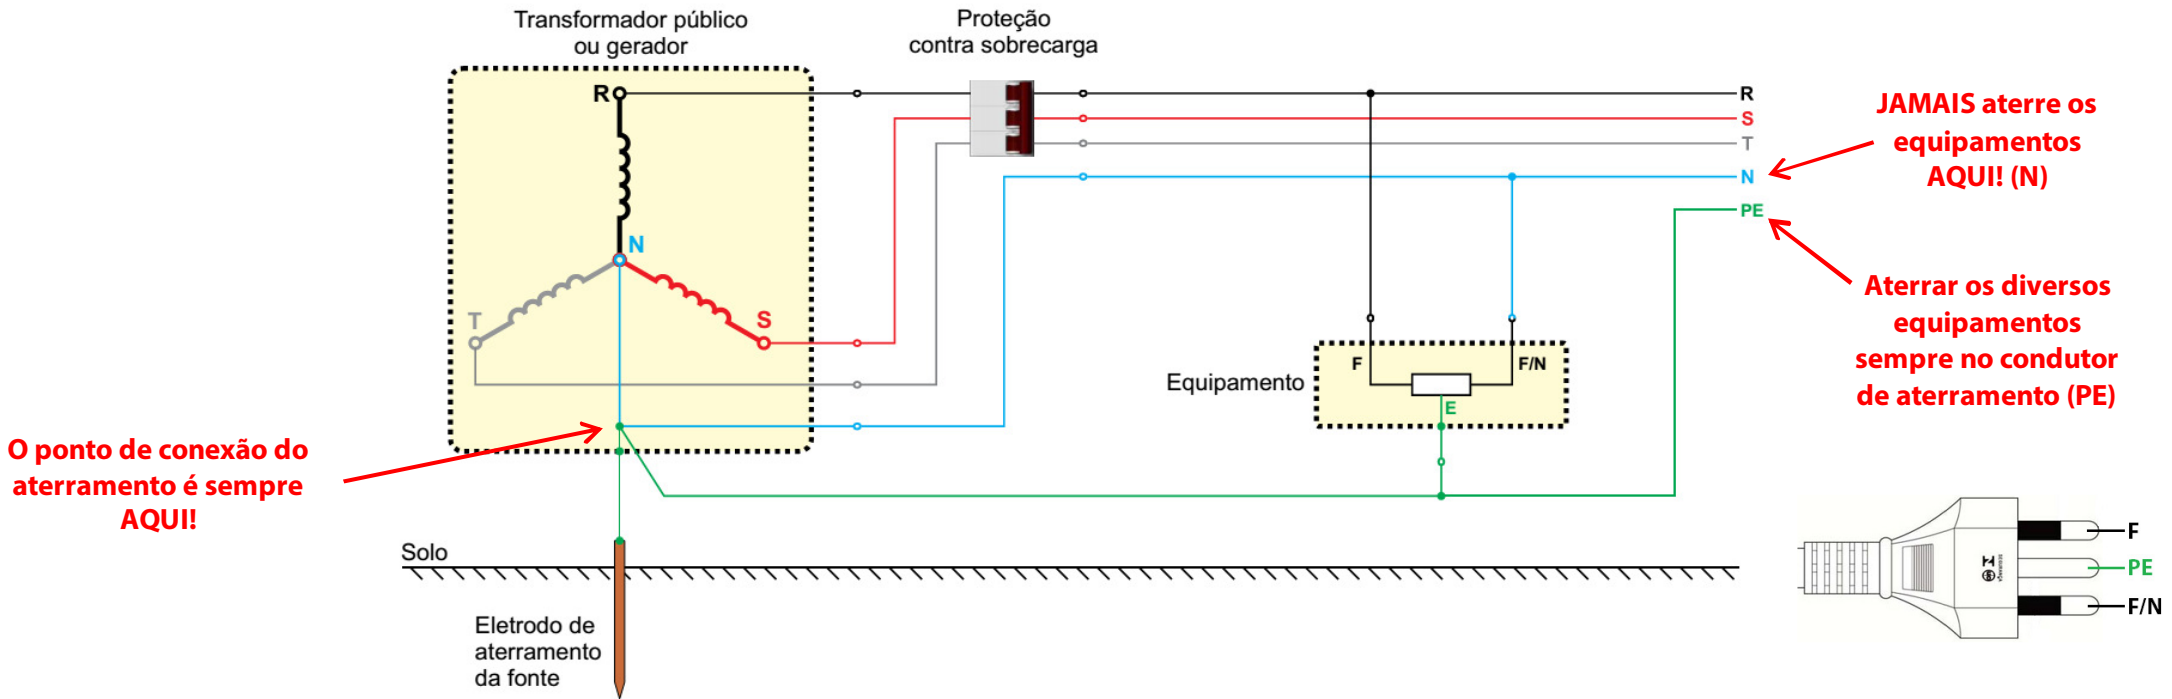 Transformador público
ou gerador
Proteção
contra sobrecarga
R
N
T
S
R
S
T
N
PE
JAMAIS aterre os
equipamentos
AQUI! (N)
Aterrar os diversos
equipamentos
sempre no condutor
de aterramento (PE)
Equipamento
F
F/N
E
O ponto de conexão do
aterramento é sempre
AQUI!
Solo
Eletrodo de
aterramento
da fonte
F
PE
F/N